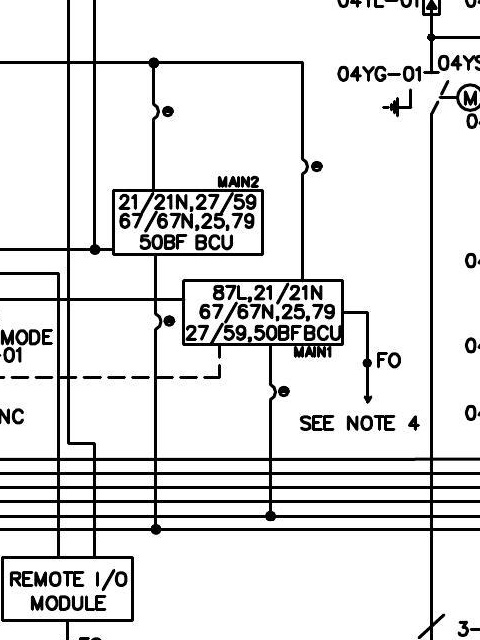 04YL-01
04YS
04YG-01
M
04
MAIN2
21/21N,27/59
67/67N,25,79
50BF BCU
04
87L,21/21N
67/67N,25,79
27/59,50BFBCU
MAIN1
MODE
-01
FO
04
NC
SEE NOTE 4
04
REMOTE I/O
MODULE
3-